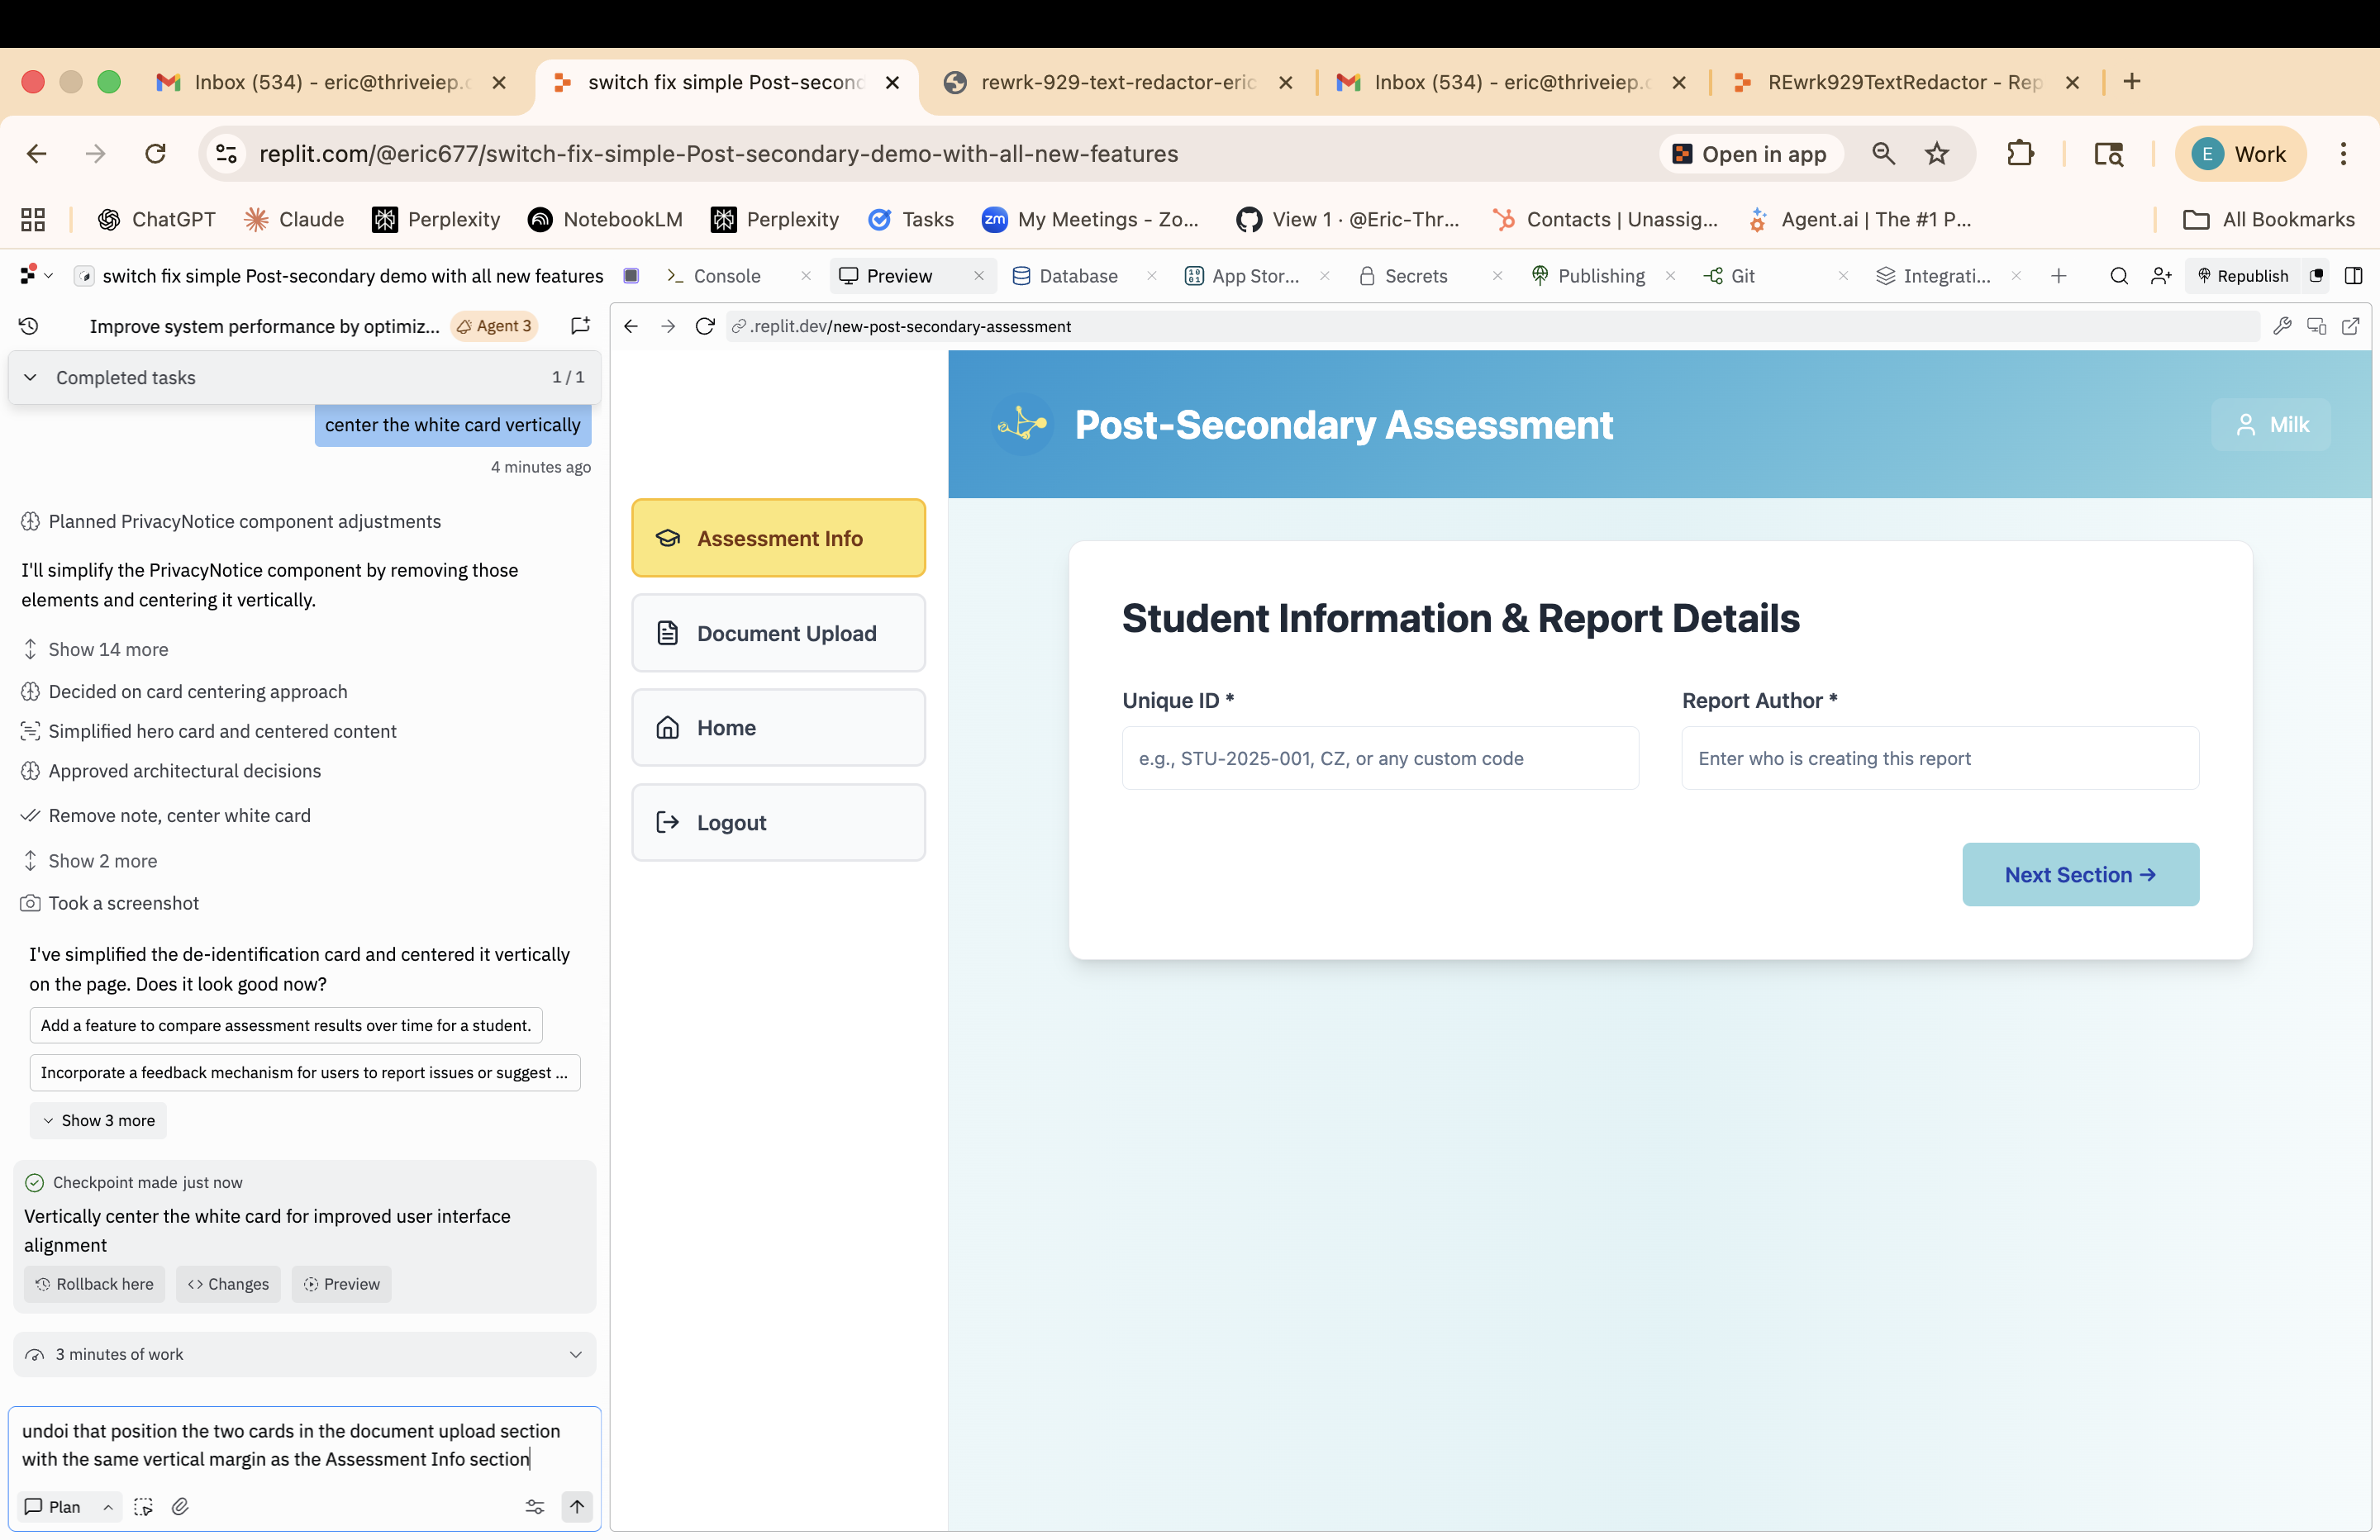 Inbox (534) - eric@thriveiep.c
switch fix simple Post-second
rewrk-929-text-redactor-eric
Inbox (534) - eric@thriveiep.c
REwrk929TextRedactor - Rep
replit.com/@eric677/switch-fix-simple-Post-secondary-demo-with-all-new-features
Open in app
E
Work
ChatGPT
Claude
Perplexity
NotebookLM
Perplexity
Tasks
zm
My Meetings - Zo...
View 1 · @Eric-Thr...
Contacts | Unassig...
Agent.ai | The #1 P...
All Bookmarks
switch fix simple Post-secondary demo with all new features
Console
Preview
Database
App Stor...
Secrets
Publishing
Git
Integrati...
Republish
Improve system performance by optimiz...
Agent 3
.replit.dev/new-post-secondary-assessment
Completed tasks
1 / 1
center the white card vertically
4 minutes ago
Planned PrivacyNotice component adjustments
I'll simplify the PrivacyNotice component by removing those
elements and centering it vertically.
Show 14 more
Decided on card centering approach
Simplified hero card and centered content
Approved architectural decisions
Remove note, center white card
Show 2 more
Took a screenshot
I've simplified the de-identification card and centered it vertically
on the page. Does it look good now?
Add a feature to compare assessment results over time for a student.
Incorporate a feedback mechanism for users to report issues or suggest ...
Show 3 more
Checkpoint made just now
Vertically center the white card for improved user interface
alignment
Rollback here
Changes
Preview
3 minutes of work
undoi that position the two cards in the document upload section
with the same vertical margin as the Assessment Info section
Plan
Assessment Info
Document Upload
Home
Logout
Post-Secondary Assessment
Milk
Student Information & Report Details
Unique ID *
Report Author *
e.g., STU-2025-001, CZ, or any custom code
Enter who is creating this report
Next Section →